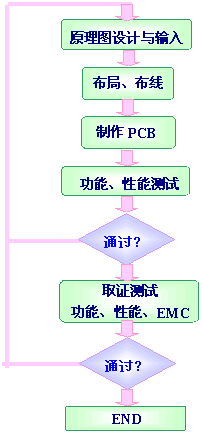 原理图设计与输入
布局、布线
制作 PCB
功能、性能测试
通过?
取证测试
功能、性能、EMC
通过?
END